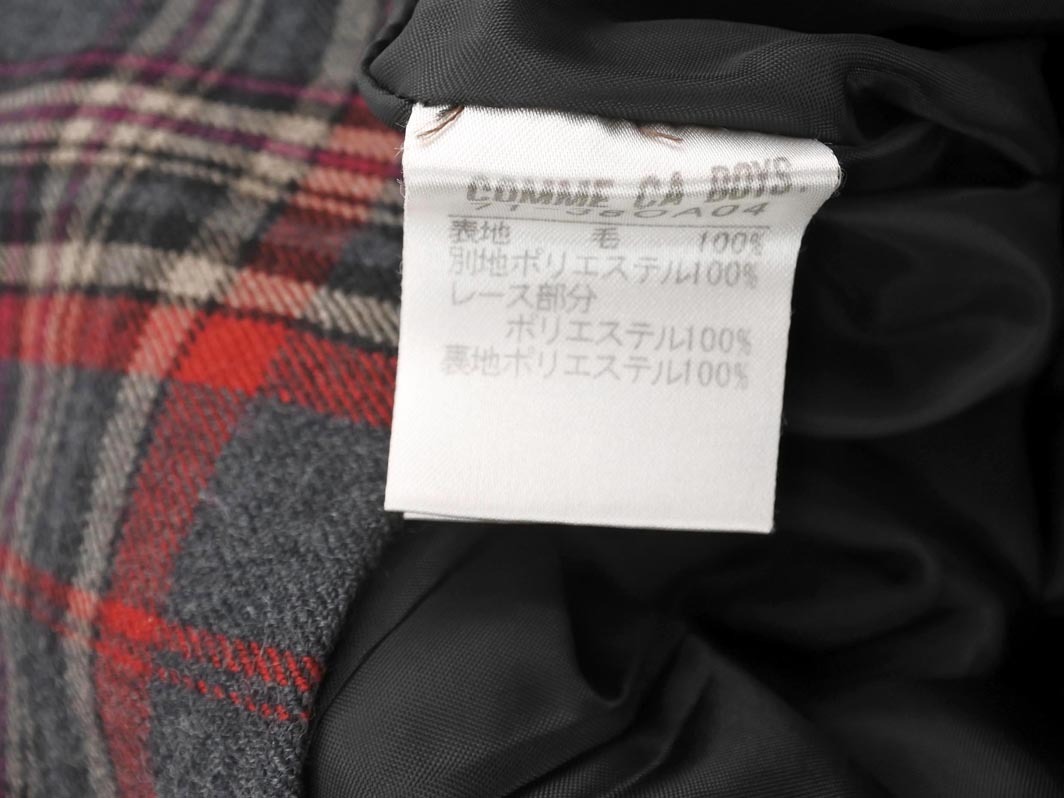 COMME CA BOYS.
71-380A04
表地 毛 100%
別地ポリエステル100%
レース部分
ポリエステル100%
裏地ポリエステル100%